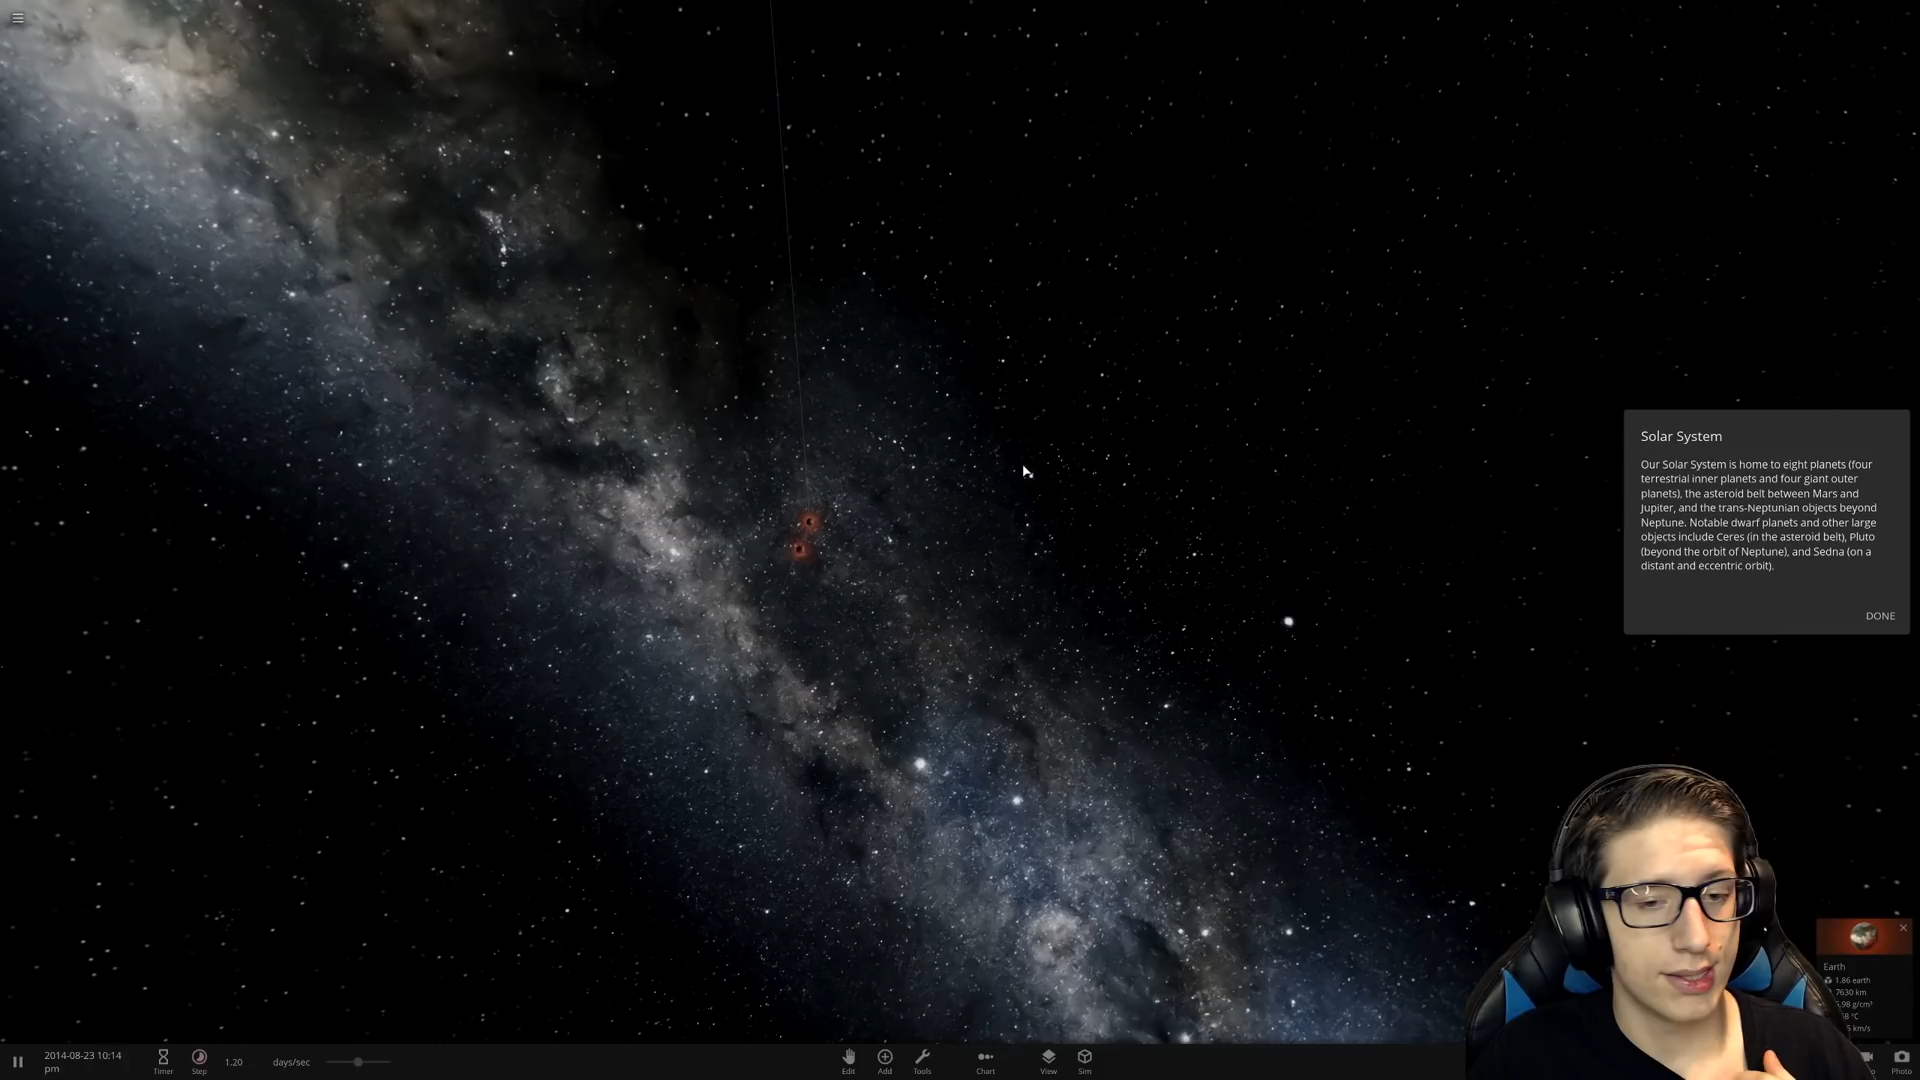 Solar System
Our Solar System is home to eight planets (four
terrestrial inner planets and four giant outer
planets), the asteroid belt between Mars and
Jupiter, and the trans-Neptunian objects beyond
Neptune. Notable dwarf planets and other large
objects include Ceres (in the asteroid belt), Pluto
(beyond the orbit of Neptune), and Sedna (on a
distant and eccentric orbit).
DONE
Earth
1.86 earth
7630 km
g/cm³
°C
km/s
2014-08-23 10:14
pm
Timer
Step
1.20
days/sec
Edit
Add
Tools
Chart
View
Sim
Photo